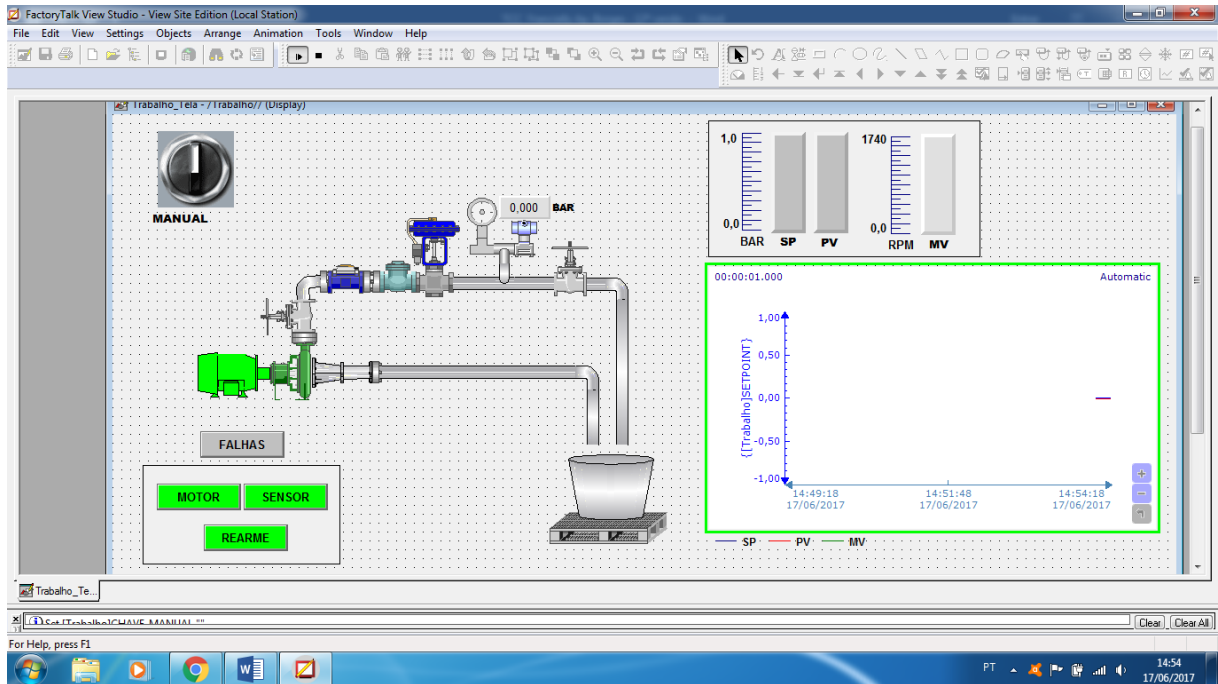 FactoryTalk View Studio - View Site Edition (Local Station)
File Edit View Settings Objects Arrange Animation Tools Window Help
Trabalho_Tela - /Trabalho// (Display)
MANUAL
0,000 BAR
1,0
0,0
BAR SP PV
1740
0,0
RPM MV
00:00:01.000 Automatic
{[Trabalho]SETPOINT}
1,00
0,50
0,00
-0,50
-1,00
14:49:18 14:51:48 14:54:18
17/06/2017 17/06/2017 17/06/2017
SP PV MV
FALHAS
MOTOR SENSOR
REARME
Trabalho_Te...
Set [Trabalho]CHAVE_MANUAL ""
Clear Clear All
For Help, press F1
PT 14:54
17/06/2017